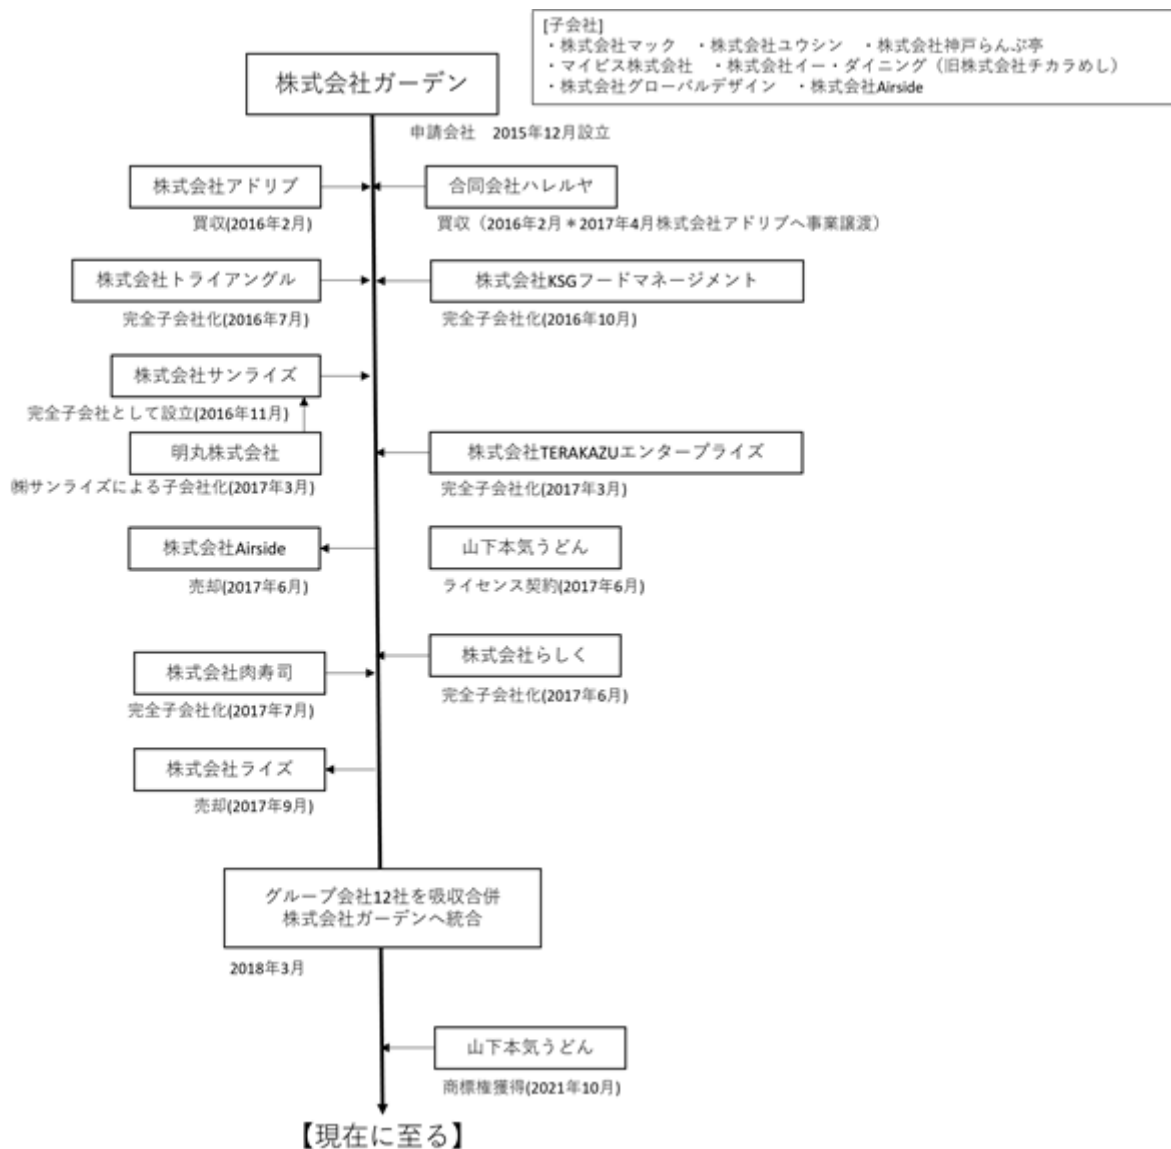 [子会社]
・株式会社マック ・株式会社ユウシン ・株式会社神戸らんぷ亭
・マイビス株式会社 ・株式会社イー・ダイニング（旧株式会社チカラめし）
・株式会社グローバルデザイン ・株式会社Airside
株式会社ガーデン
申請会社 2015年12月設立
株式会社アドリブ
買収(2016年2月)
合同会社ハレルヤ
買収（2016年2月＊2017年4月株式会社アドリブへ事業譲渡）
株式会社トライアングル
完全子会社化(2016年7月)
株式会社KSGフードマネージメント
完全子会社化(2016年10月)
株式会社サンライズ
完全子会社として設立(2016年11月)
明丸株式会社
㈱サンライズによる子会社化(2017年3月)
株式会社TERAKAZUエンタープライズ
完全子会社化(2017年3月)
株式会社Airside
売却(2017年6月)
山下本気うどん
ライセンス契約(2017年6月)
株式会社らしく
完全子会社化(2017年6月)
株式会社肉寿司
完全子会社化(2017年7月)
株式会社ライズ
売却(2017年9月)
グループ会社12社を吸収合併
株式会社ガーデンへ統合
2018年3月
山下本気うどん
商標権獲得(2021年10月)
【現在に至る】